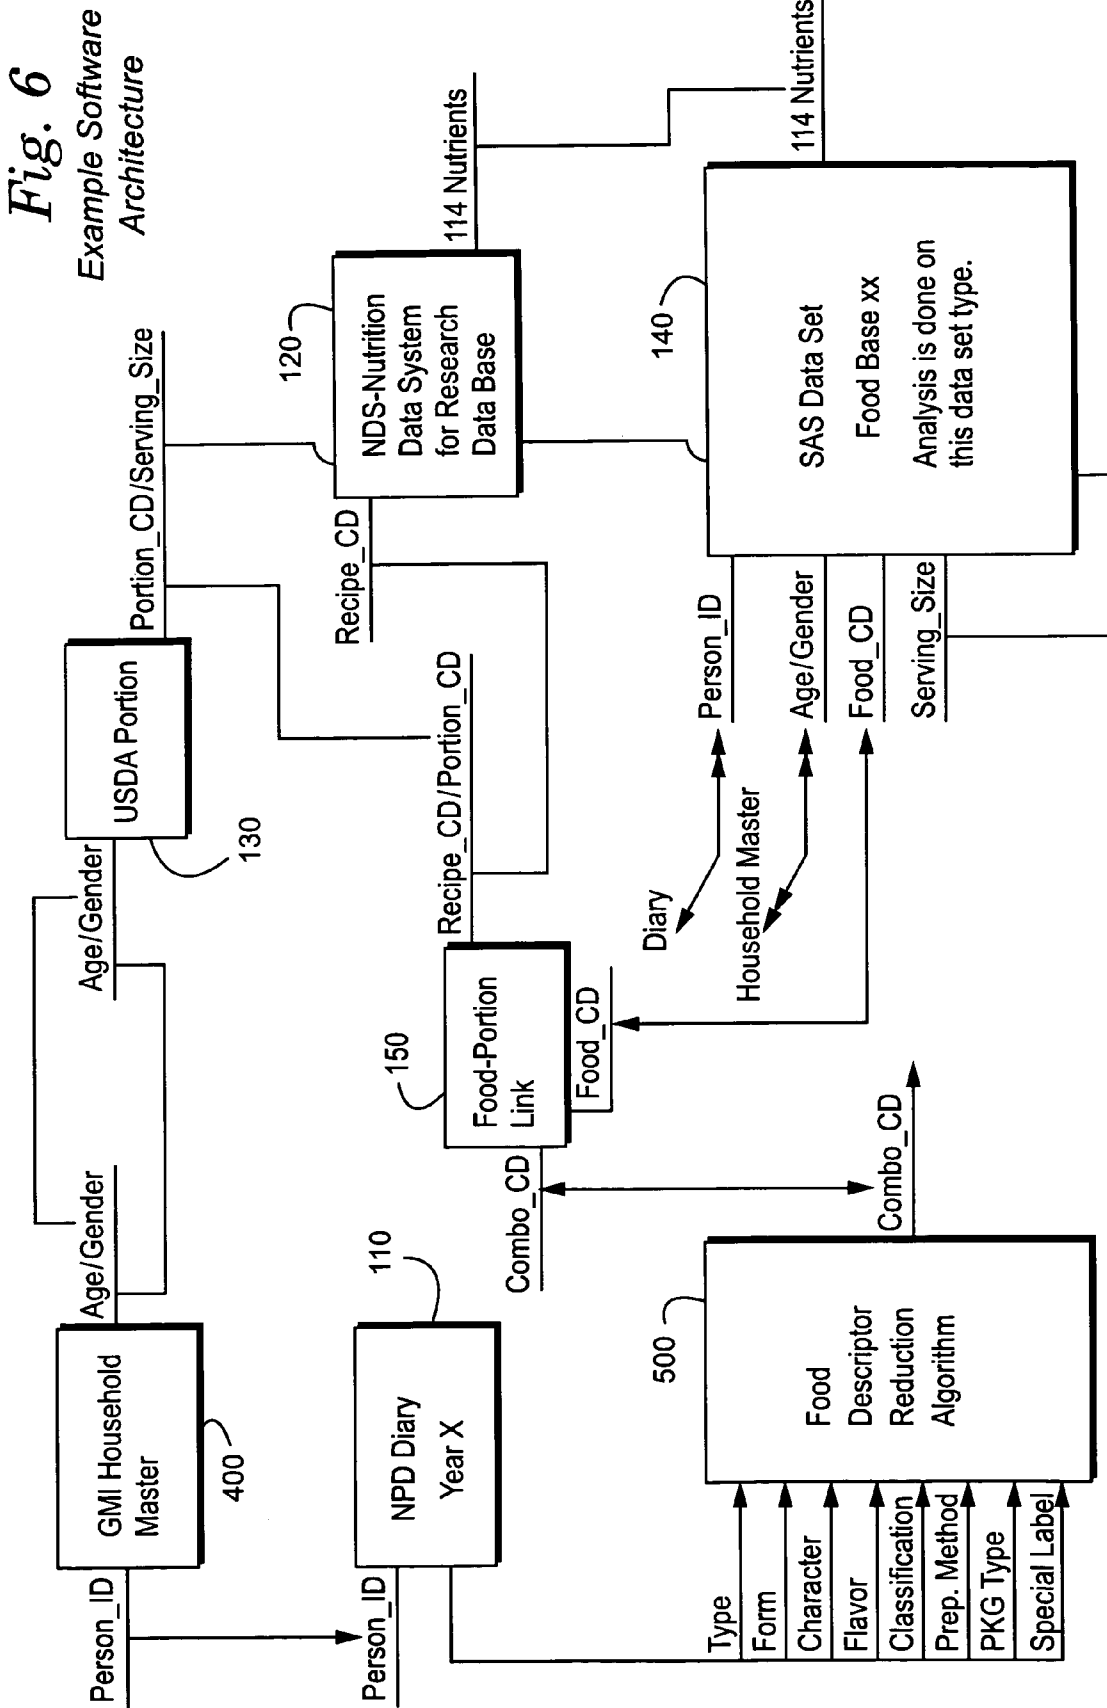 Fig. 6
Example Software
Architecture
Person_ID
GMI Household
Master
400
Age/Gender
Age/Gender
USDA Portion
130
Portion_CD/Serving_Size
Person_ID
NPD Diary
Year X
110
Combo_CD
Food-Portion
Link
150
Food_CD
Recipe_CD/Portion_CD
Recipe_CD
NDS-Nutrition
Data System
for Research
Data Base
120
114 Nutrients
Type
Form
Character
Flavor
Classification
Prep. Method
PKG Type
Special Label
Food
Descriptor
Reduction
Algorithm
500
Combo_CD
Diary
Household Master
Person_ID
Age/Gender
Food_CD
Serving_Size
SAS Data Set
Food Base xx
Analysis is done on
this data set type.
140
114 Nutrients